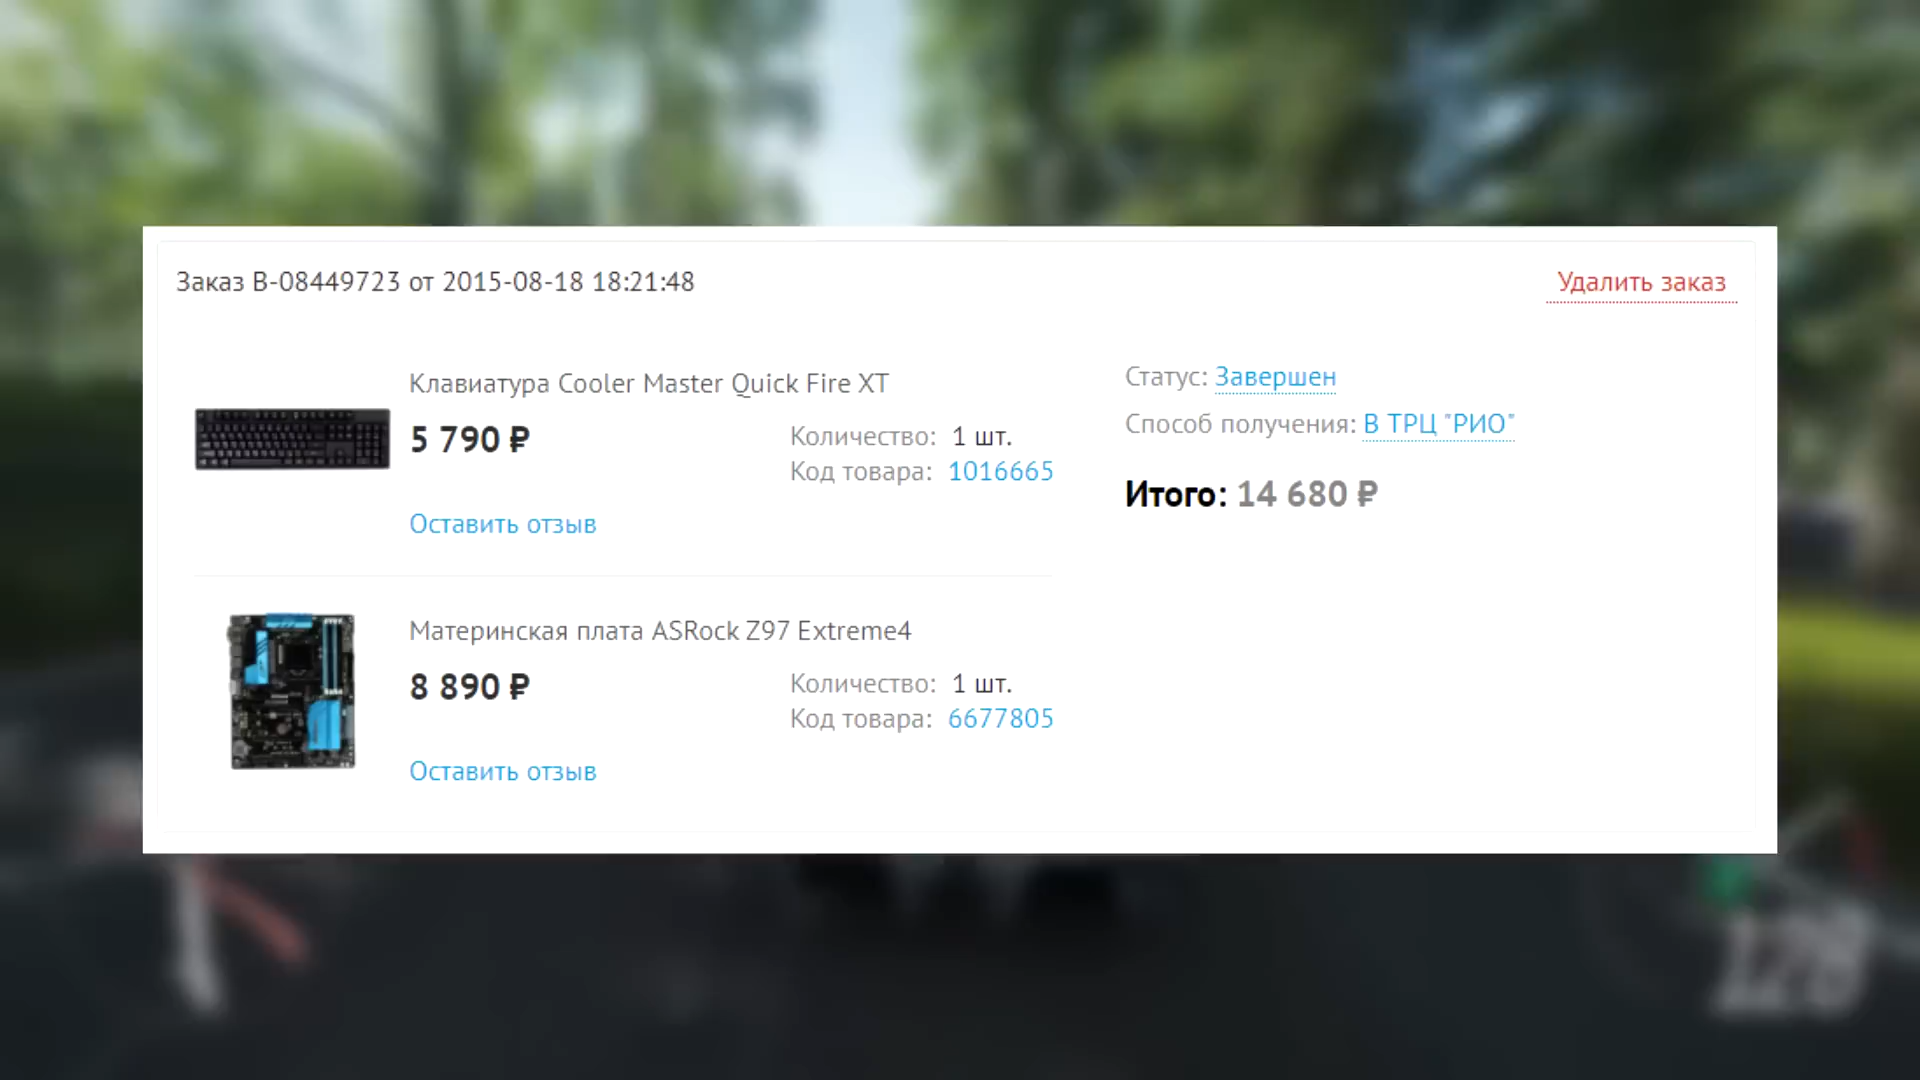 Заказ B-08449723 от 2015-08-18 18:21:48
Удалить заказ
Клавиатура Cooler Master Quick Fire XT
5 790 ₽
Количество: 1 шт.
Код товара: 1016665
Оставить отзыв
Материнская плата ASRock Z97 Extreme4
8 890 ₽
Количество: 1 шт.
Код товара: 6677805
Оставить отзыв
Статус: Завершен
Способ получения: В ТРЦ "РИО"
Итого: 14 680 ₽